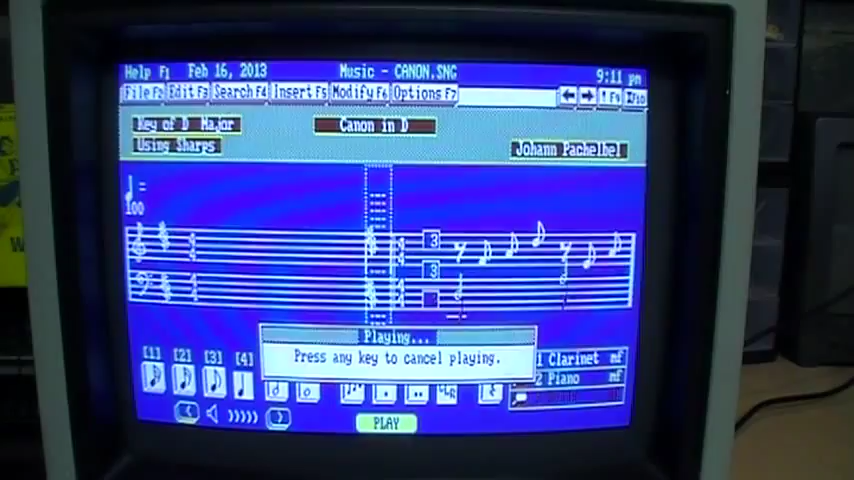 Help F1 Feb 16, 2013 Music - CANON.SNG 9:11 pm
File F2 Edit F3 Search F4 Insert F5 Modify F6 Options F7
Key of D Major
Canon in D
Using Sharps
Johann Pachelbel
=
100
3
Playing...
Press any key to cancel playing.
[1] [2] [3] [4]
1 Clarinet mf
2 Piano mf
PLAY